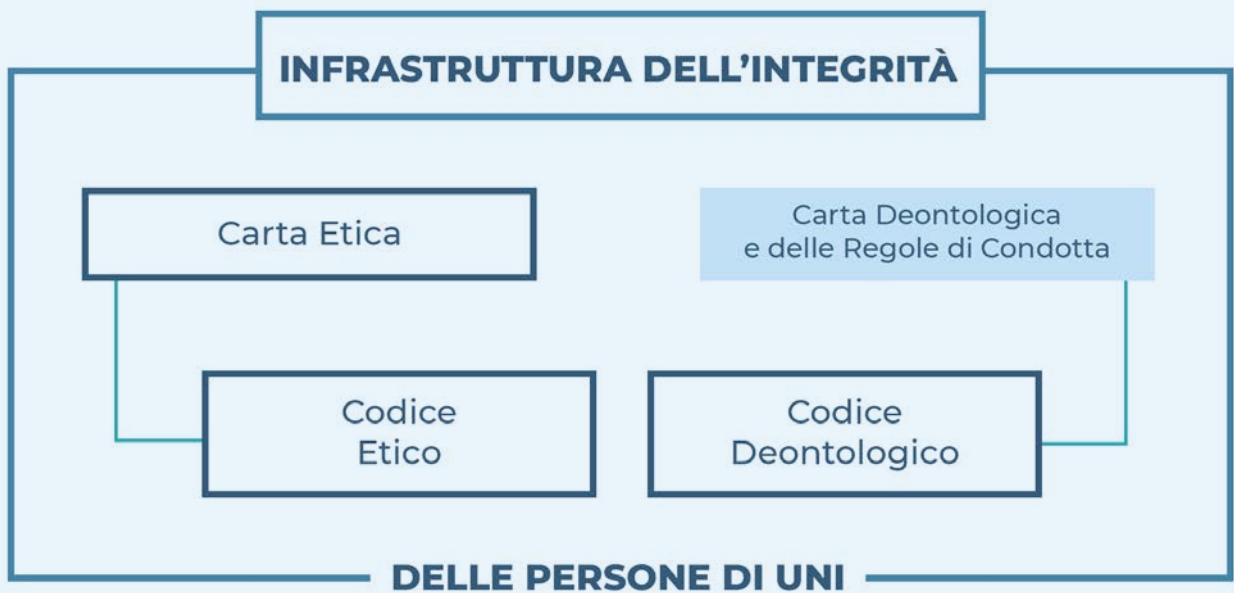 INFRASTRUTTURA DELL’INTEGRITÀ
Carta Etica
Carta Deontologica
e delle Regole di Condotta
Codice
Etico
Codice
Deontologico
DELLE PERSONE DI UNI